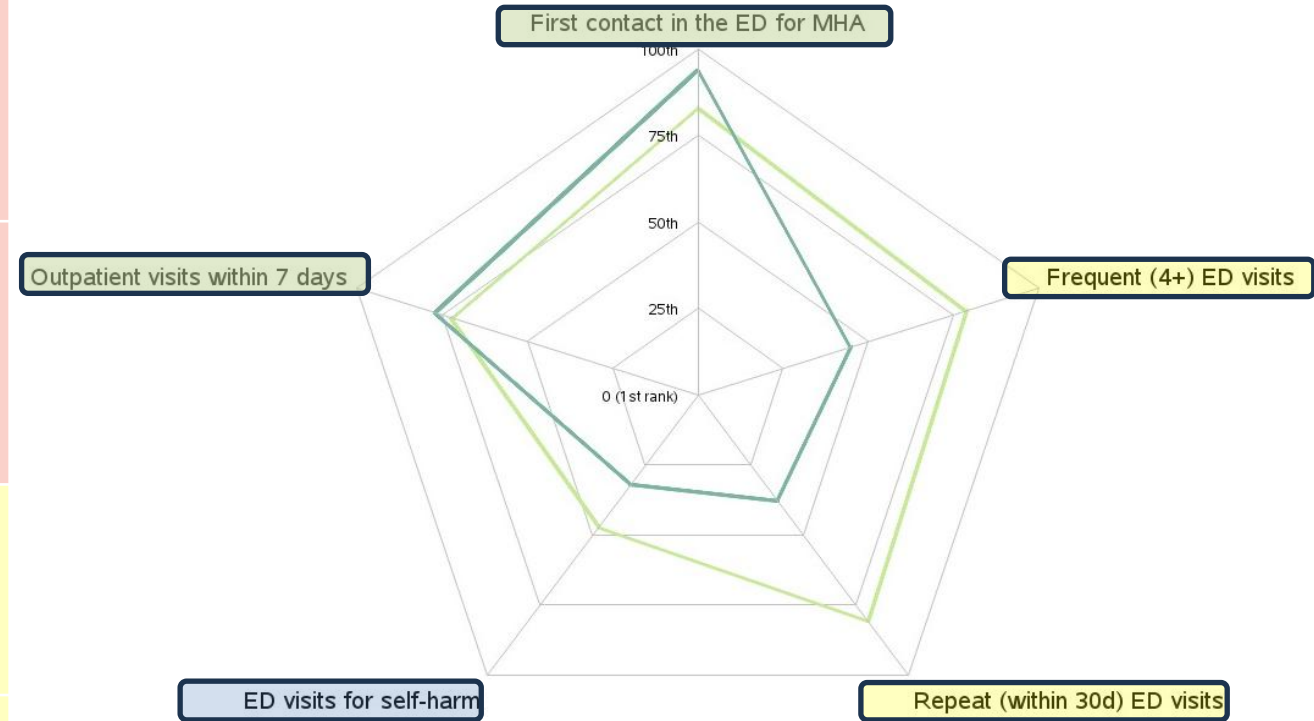 First contact in the ED for MHA
100th
75th
50th
25th
0 (1st rank)
Outpatient visits within 7 days
Frequent (4+) ED visits
ED visits for self-harm
Repeat (within 30d) ED visits